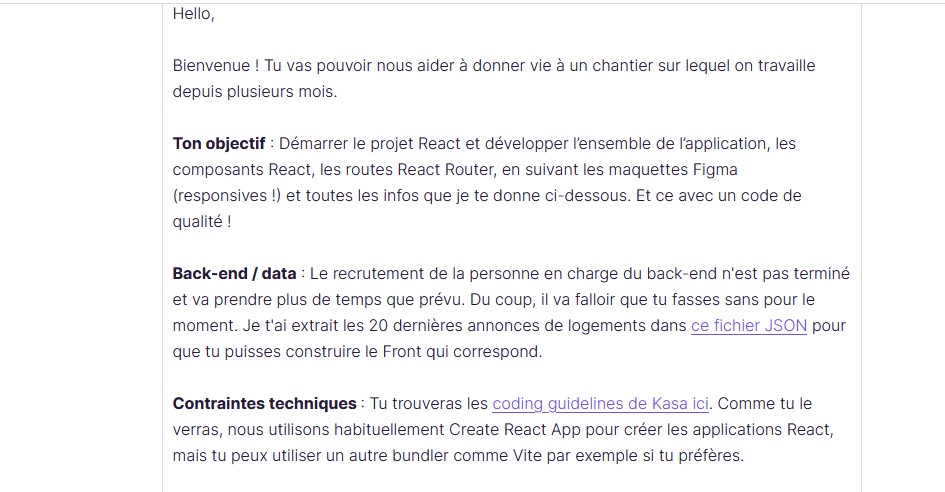 Hello,
Bienvenue ! Tu vas pouvoir nous aider à donner vie à un chantier sur lequel on travaille
depuis plusieurs mois.
Ton objectif : Démarrer le projet React et développer l’ensemble de l’application, les
composants React, les routes React Router, en suivant les maquettes Figma
(responsives !) et toutes les infos que je te donne ci-dessous. Et ce avec un code de
qualité !
Back-end / data : Le recrutement de la personne en charge du back-end n'est pas terminé
et va prendre plus de temps que prévu. Du coup, il va falloir que tu fasses sans pour le
moment. Je t'ai extrait les 20 dernières annonces de logements dans ce fichier JSON pour
que tu puisses construire le Front qui correspond.
Contraintes techniques : Tu trouveras les coding guidelines de Kasa ici. Comme tu le
verras, nous utilisons habituellement Create React App pour créer les applications React,
mais tu peux utiliser un autre bundler comme Vite par exemple si tu préfères.